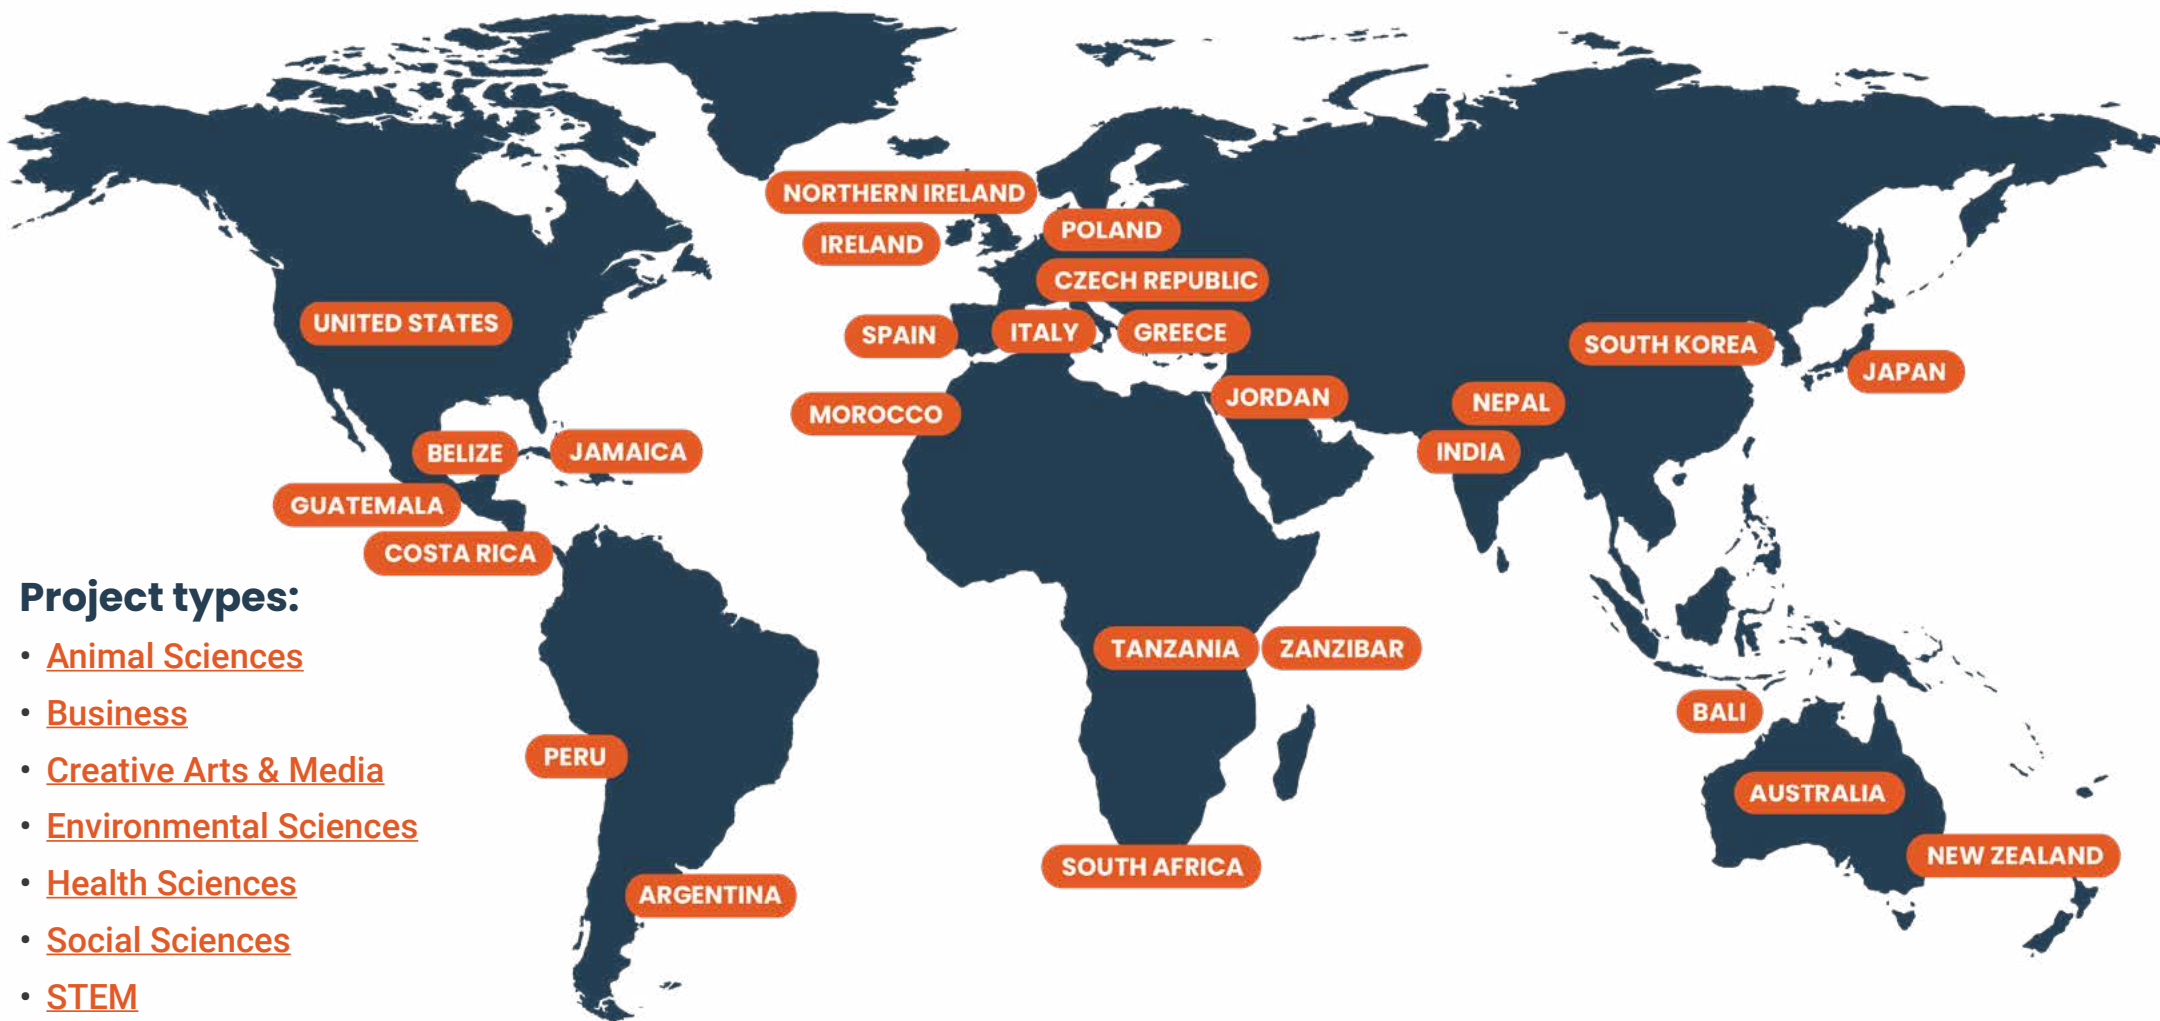 NORTHERN IRELAND
IRELAND
POLAND
CZECH REPUBLIC
UNITED STATES
SPAIN
ITALY
GREECE
SOUTH KOREA
JAPAN
MOROCCO
JORDAN
NEPAL
BELIZE
JAMAICA
INDIA
GUATEMALA
COSTA RICA
TANZANIA
ZANZIBAR
BALI
PERU
AUSTRALIA
NEW ZEALAND
SOUTH AFRICA
ARGENTINA
Project types:
• Animal Sciences
• Business
• Creative Arts & Media
• Environmental Sciences
• Health Sciences
• Social Sciences
• STEM